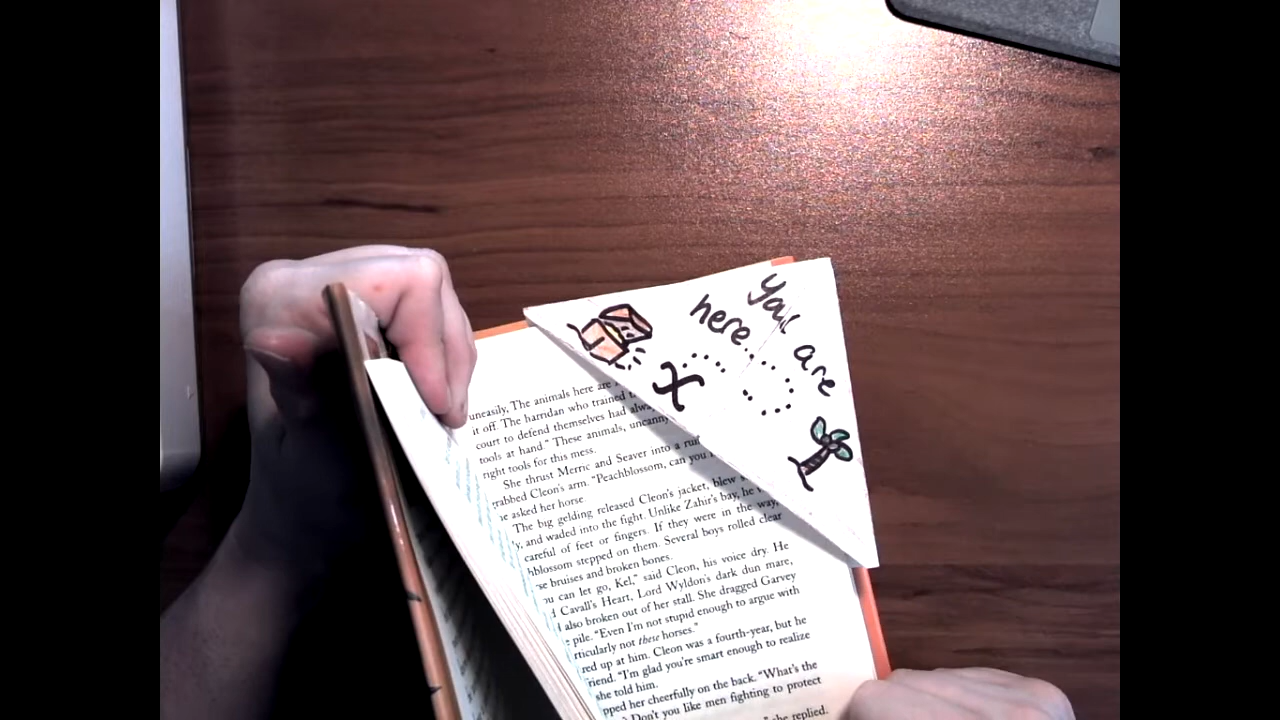 You are
here...
X
uneasily, The animals here are
it off. The harridan who trained
court to defend themselves had always
tools at hand." These animals, uncanny
right tools for this mess.
She thrust Merric and Seaver into a
rabbed Cleon's arm. "Peachblossom, can you
he asked her horse.
The big gelding released Cleon's jacket, blew
y, and waded into the fight. Unlike Zahir's bay, he
careful of feet or fingers. If they were in the way,
hblossom stepped on them. Several boys rolled clear
se bruises and broken bones.
ou can let go, Kel," said Cleon, his voice dry. He
d Cavall's Heart, Lord Wyldon's dark dun mare,
also broken out of her stall. She dragged Garvey
pile. "Even I'm not stupid enough to argue with
rticularly not these horses."
red up at him. Cleon was a fourth-year, but he
riend. "I'm glad you're smart enough to realize
she told him.
pped her cheerfully on the back. "What's the
Don't you like men fighting to protect
she replied.